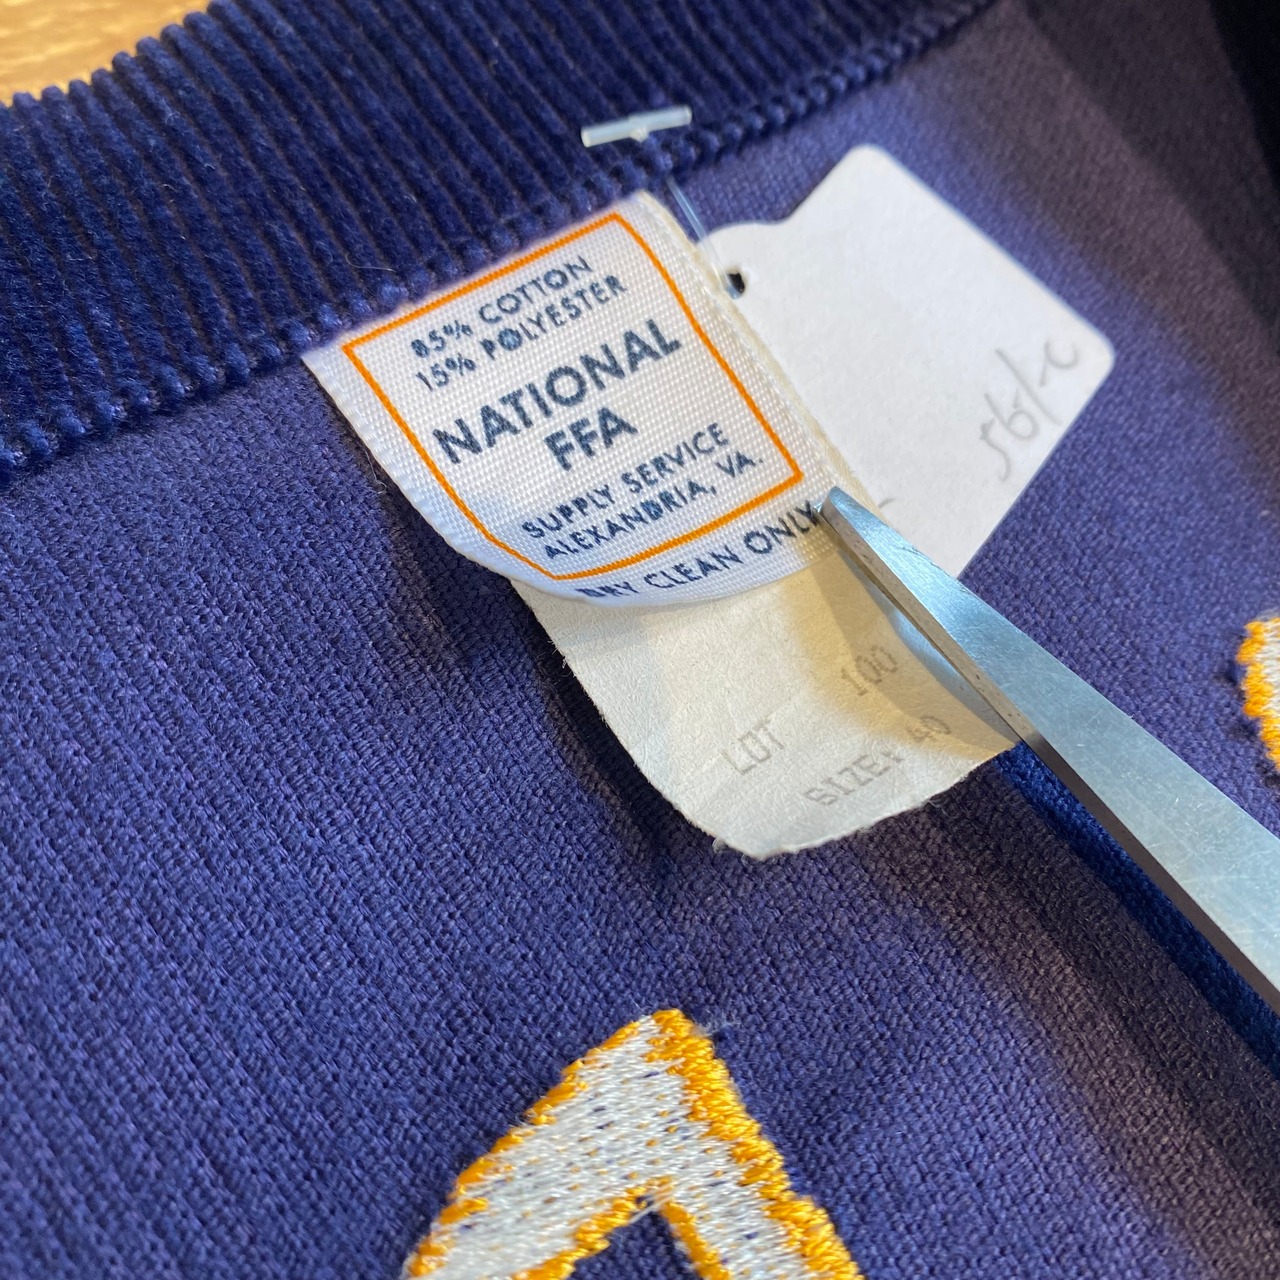 85% COTTON
15% POLYESTER
NATIONAL
FFA
SUPPLY SERVICE
ALEXANDRIA, VA.
DRY CLEAN ONLY
LOT 100
SIZE: 40